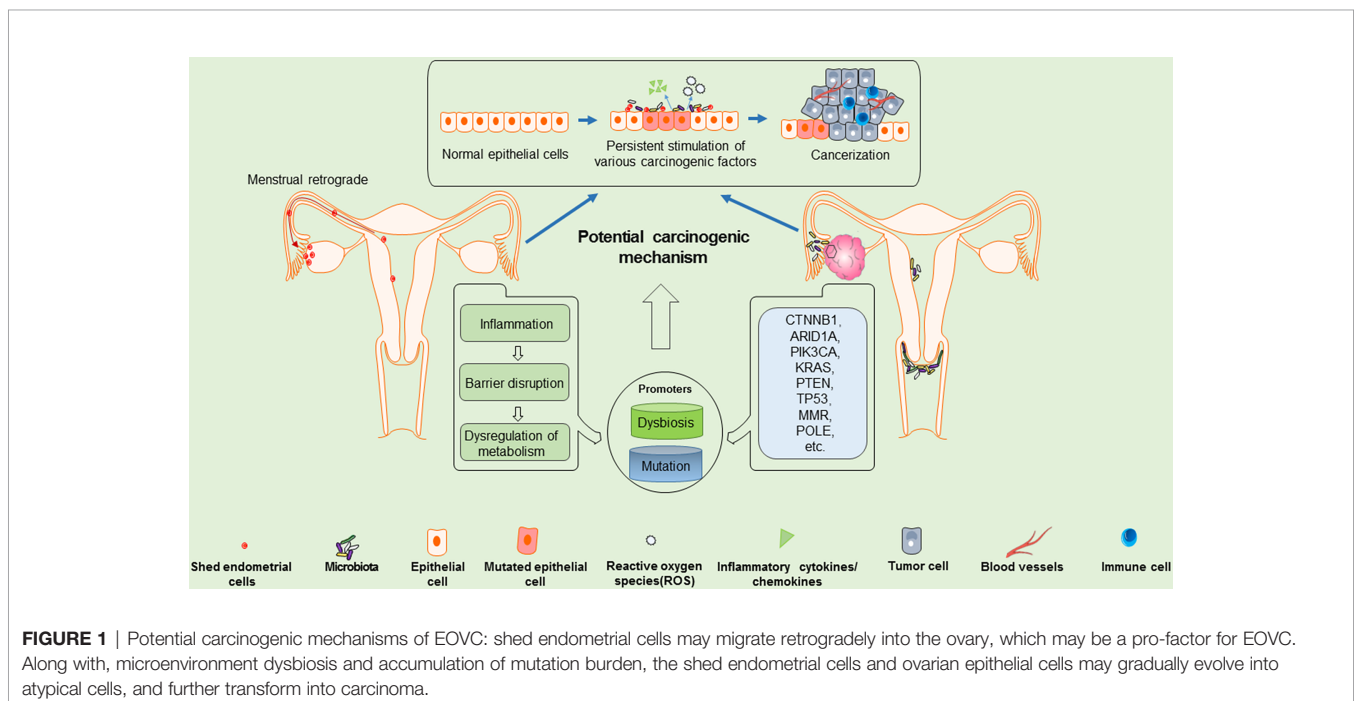 Normal epithelial cells
Persistent stimulation of
various carcinogenic factors
Cancerization
Menstrual retrograde
Potential carcinogenic
mechanism
Inflammation
Barrier disruption
Dysregulation of
metabolism
Promoters
Dysbiosis
Mutation
CTNNB1,
ARID1A,
PIK3CA,
KRAS,
PTEN,
TP53,
MMR,
POLE,
etc.
Shed endometrial
cells
Microbiota
Epithelial
cell
Mutated epithelial
cell
Reactive oxygen
species(ROS)
Inflammatory cytokines/
chemokines
Tumor cell
Blood vessels
Immune cell
FIGURE 1 | Potential carcinogenic mechanisms of EOVC: shed endometrial cells may migrate retrogradely into the ovary, which may be a pro-factor for EOVC.
Along with, microenvironment dysbiosis and accumulation of mutation burden, the shed endometrial cells and ovarian epithelial cells may gradually evolve into
atypical cells, and further transform into carcinoma.